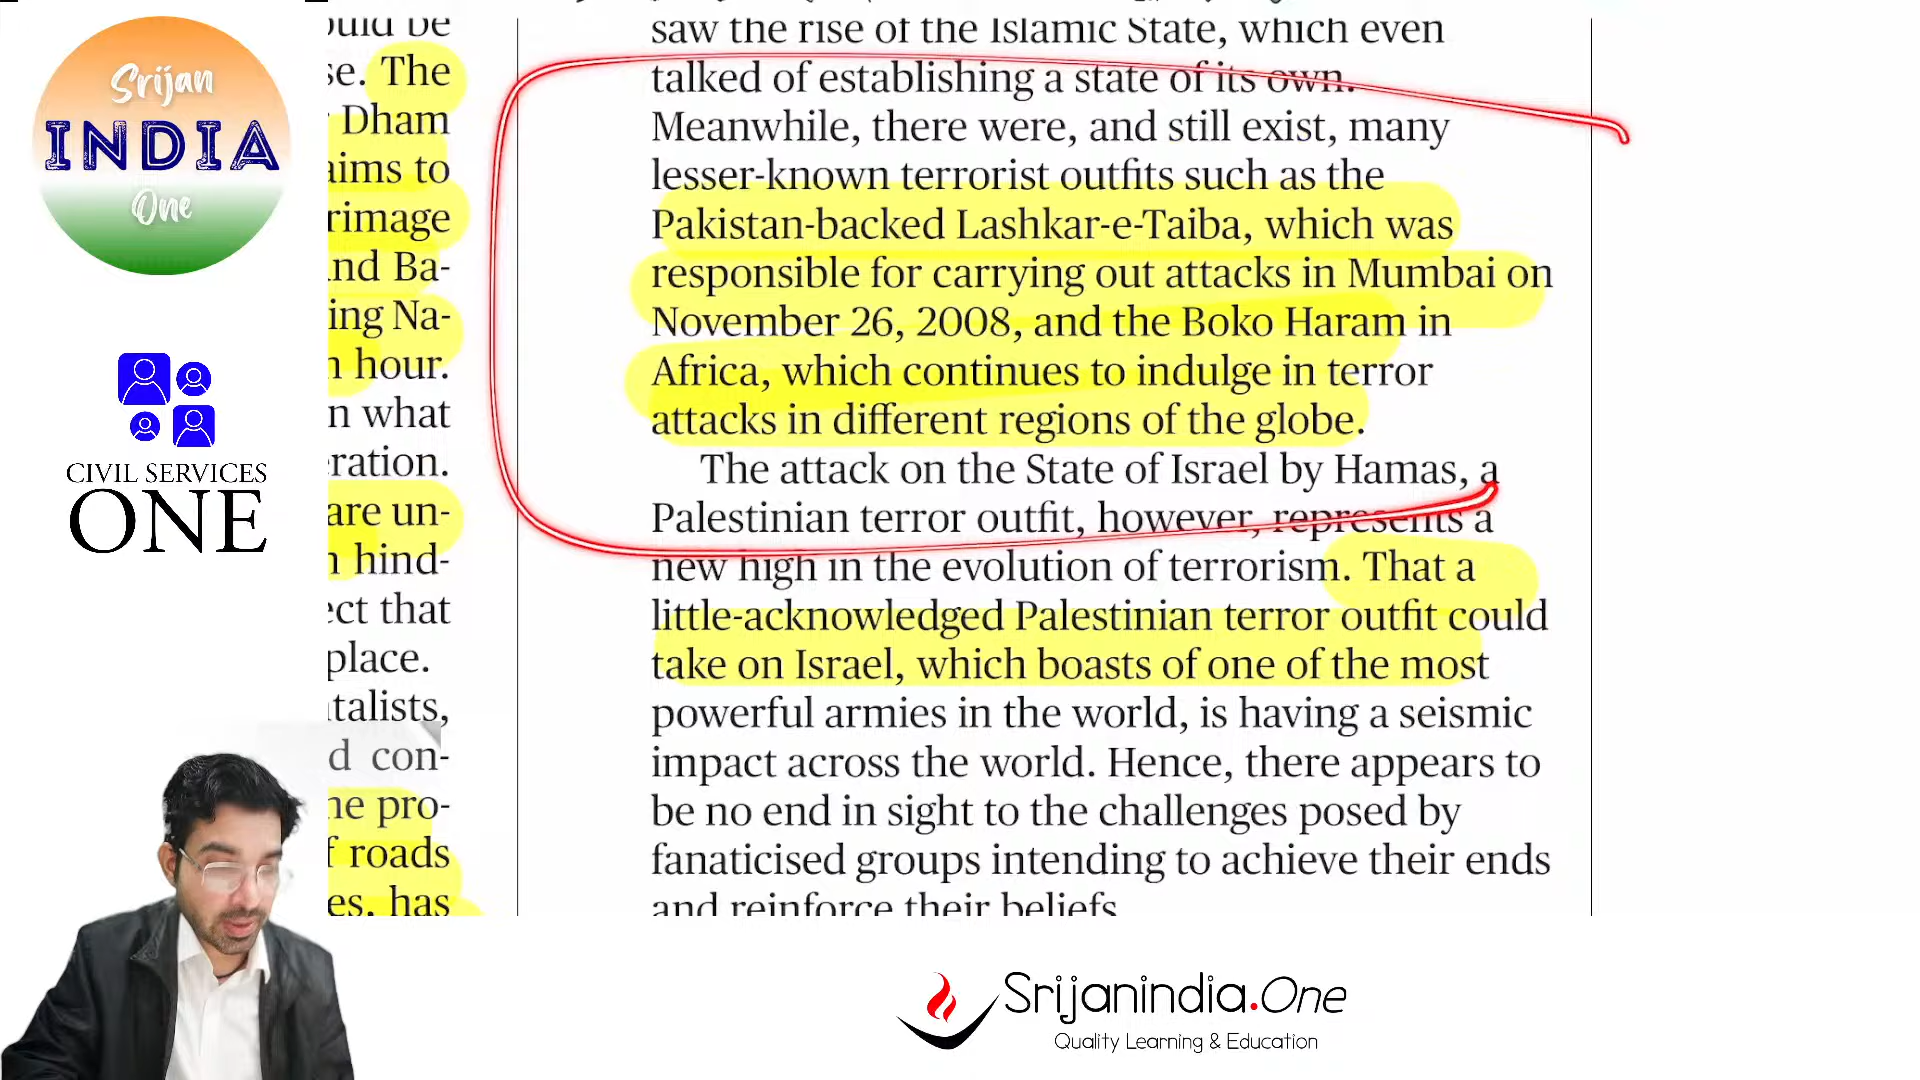 Srijan
INDIA
One
CIVIL SERVICES
ONE
ould be
se. The
Dham
aims to
rimage
nd Ba-
ing Na-
n hour.
n what
eration.
are un-
n hind-
ect that
place.
ntalists,
d con-
he pro-
f roads
es, has
saw the rise of the Islamic State, which even
talked of establishing a state of its own.
Meanwhile, there were, and still exist, many
lesser-known terrorist outfits such as the
Pakistan-backed Lashkar-e-Taiba, which was
responsible for carrying out attacks in Mumbai on
November 26, 2008, and the Boko Haram in
Africa, which continues to indulge in terror
attacks in different regions of the globe.
The attack on the State of Israel by Hamas, a
Palestinian terror outfit, however, represents a
new high in the evolution of terrorism. That a
little-acknowledged Palestinian terror outfit could
take on Israel, which boasts of one of the most
powerful armies in the world, is having a seismic
impact across the world. Hence, there appears to
be no end in sight to the challenges posed by
fanaticised groups intending to achieve their ends
and reinforce their beliefs
Srijanindia.One
Quality Learning & Education